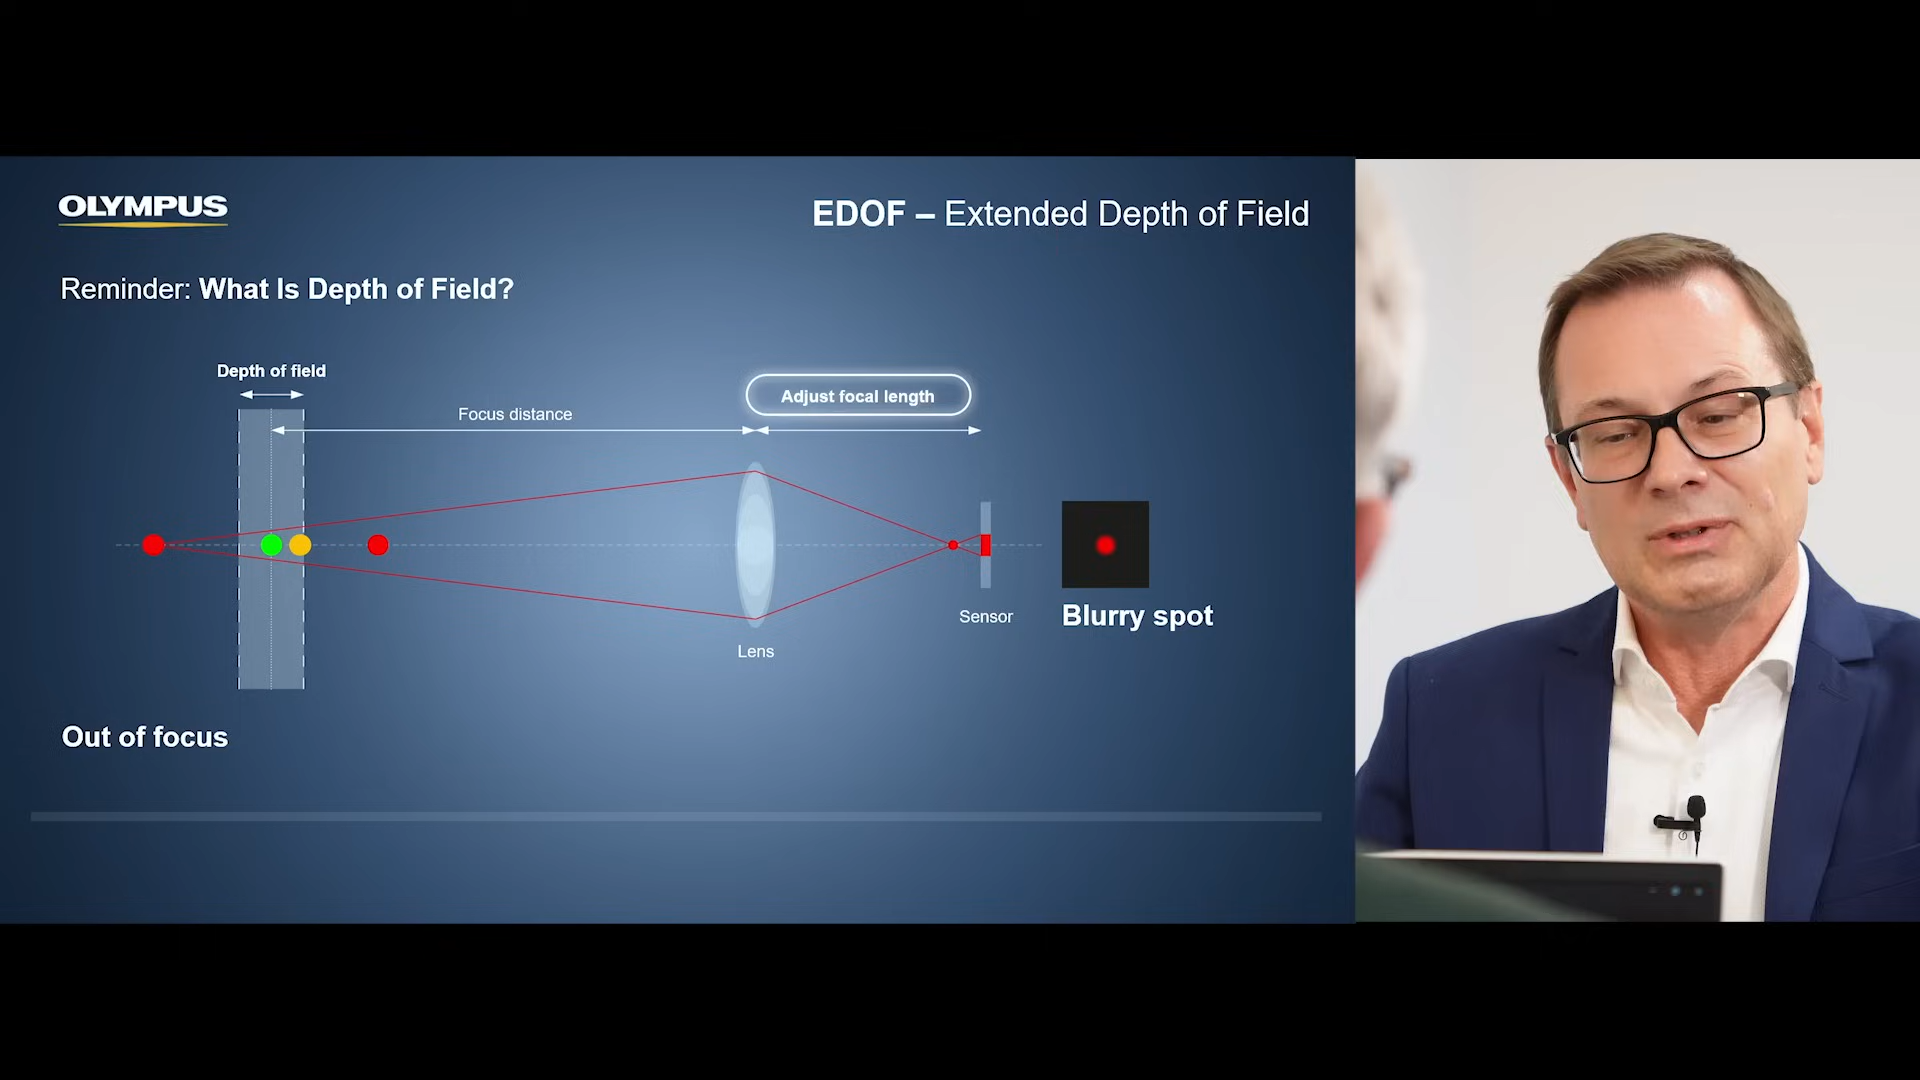 OLYMPUS
EDOF – Extended Depth of Field
Reminder: What Is Depth of Field?
Depth of field
Focus distance
Adjust focal length
Sensor
Blurry spot
Lens
Out of focus